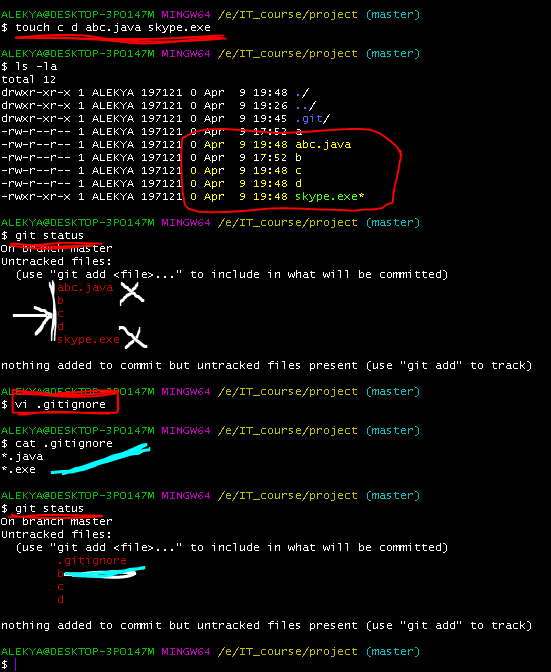 ALEKYA@DESKTOP-3PO147M MINGW64 /e/IT_course/project (master)
$ touch c d abc.java skype.exe
ALEKYA@DESKTOP-3PO147M MINGW64 /e/IT_course/project (master)
$ ls -la
total 12
drwxr-xr-x 1 ALEKYA 197121 0 Apr  9 19:48 ./
drwxr-xr-x 1 ALEKYA 197121 0 Apr  9 19:26 ../
drwxr-xr-x 1 ALEKYA 197121 0 Apr  9 19:45 .git/
-rw-r--r-- 1 ALEKYA 197121 0 Apr  9 17:52 a
-rw-r--r-- 1 ALEKYA 197121 0 Apr  9 19:48 abc.java
-rw-r--r-- 1 ALEKYA 197121 0 Apr  9 17:52 b
-rw-r--r-- 1 ALEKYA 197121 0 Apr  9 19:48 c
-rw-r--r-- 1 ALEKYA 197121 0 Apr  9 19:48 d
-rwxr-xr-x 1 ALEKYA 197121 0 Apr  9 19:48 skype.exe*
ALEKYA@DESKTOP-3PO147M MINGW64 /e/IT_course/project (master)
$ git status
On branch master
Untracked files:
(use "git add <file>..." to include in what will be committed)
abc.java
b
c
d
skype.exe
nothing added to commit but untracked files present (use "git add" to track)
ALEKYA@DESKTOP-3PO147M MINGW64 /e/IT_course/project (master)
$ vi .gitignore
ALEKYA@DESKTOP-3PO147M MINGW64 /e/IT_course/project (master)
$ cat .gitignore
*.java
*.exe
ALEKYA@DESKTOP-3PO147M MINGW64 /e/IT_course/project (master)
$ git status
On branch master
Untracked files:
(use "git add <file>..." to include in what will be committed)
.gitignore
b
c
d
nothing added to commit but untracked files present (use "git add" to track)
ALEKYA@DESKTOP-3PO147M MINGW64 /e/IT_course/project (master)
$